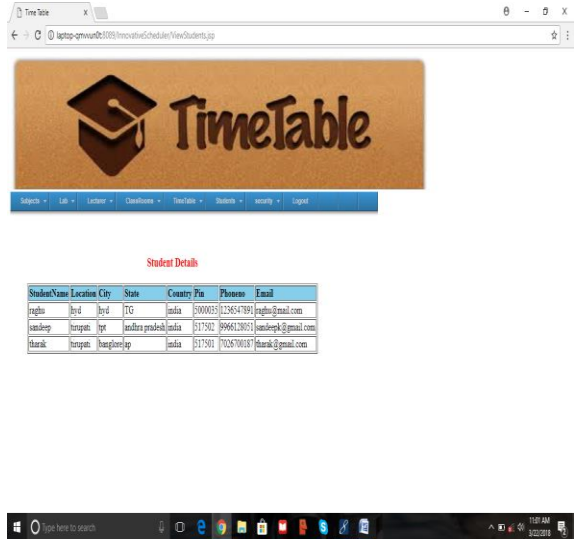 Time Table
laptop-qmvvun0t:8089/InnovativeScheduler/ViewStudents.jsp
TimeTable
Subjects Lab Lecturer ClassRooms TimeTable Students security Logout
Student Details
StudentName Location City State Country Pin Phoneno Email
raghu hyd hyd TG india 5000035 1236547891 raghu@mail.com
sandeep tirupati tpt andhra pradesh india 517502 9966128051 sandeepk@gmail.com
tharak tirupati banglore ap india 517501 7026700187 tharak@gmail.com
Type here to search
11:01 AM
3/22/2018